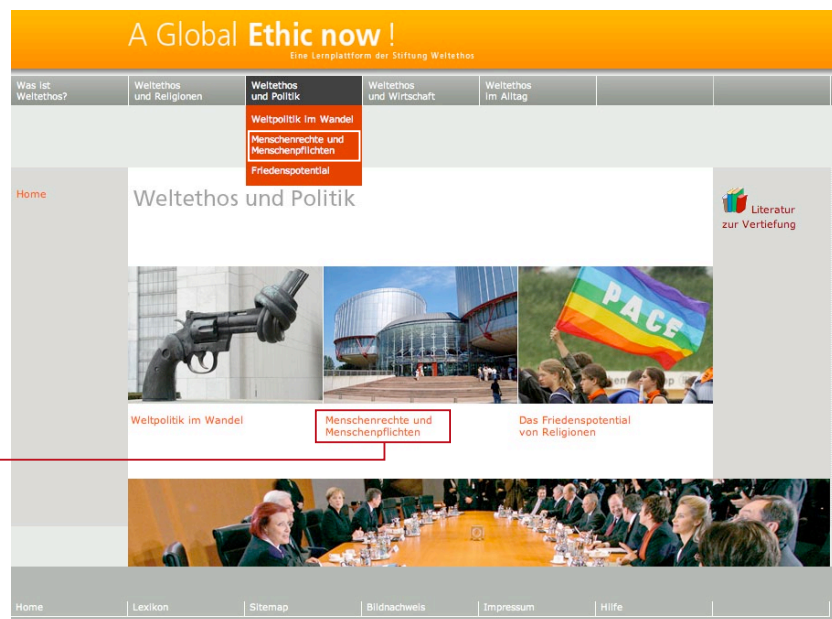 A Global Ethic now !
Eine Lernplattform der Stiftung Weltethos
Was ist
Weltethos?
Weltethos
und Religionen
Weltethos
und Politik
Weltethos
und Wirtschaft
Weltethos
im Alltag
Weltpolitik im Wandel
Menschenrechte und
Menschenpflichten
Friedenspotential
Home
Weltethos und Politik
Literatur
zur Vertiefung
PACE
Weltpolitik im Wandel
Menschenrechte und
Menschenpflichten
Das Friedenspotential
von Religionen
Home
Lexikon
Sitemap
Bildnachweis
Impressum
Hilfe